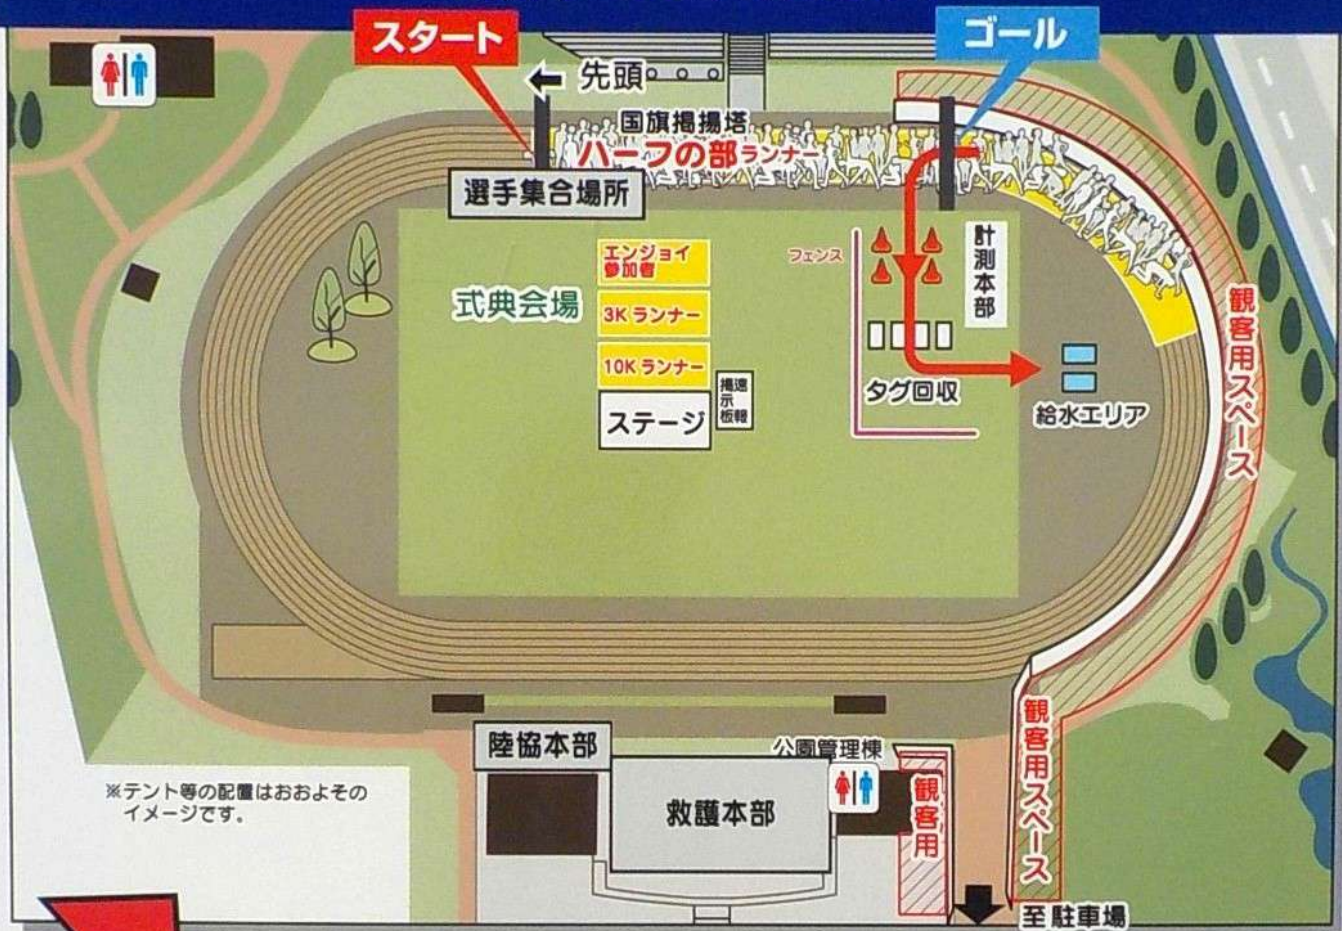 スタート
ゴール
← 先頭
国旗掲揚塔
ハーフの部ランナー
選手集合場所
エンジョイ
参加者
式典会場
3Kランナー
10Kランナー
ステージ
速報
掲示板
フェンス
計測本部
タグ回収
給水エリア
観客用スペース
観客用スペース
陸協本部
公園管理棟
救護本部
観客用
※テント等の配置はおおよその
イメージです。
至駐車場